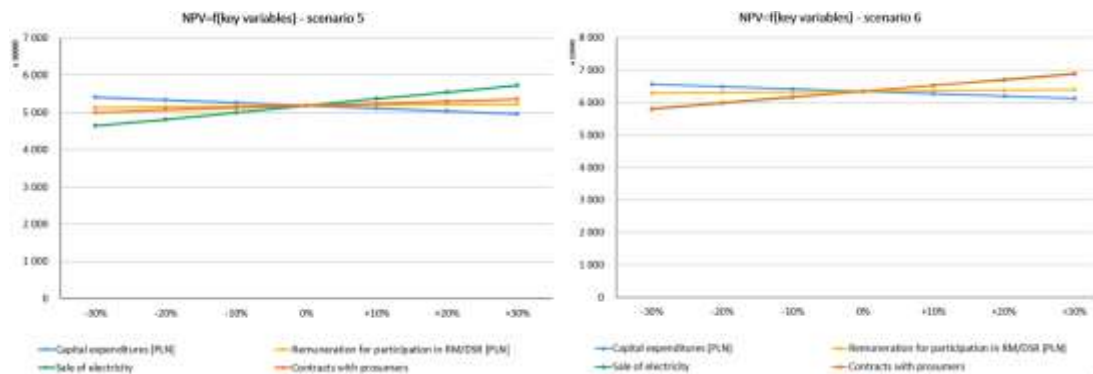 NPV=f(key variables) - scenario 5
7 000
6 000
5 000
4 000
3 000
2 000
1 000
0
-30% -20% -10% 0% +10% +20% +30%
Capital expenditures [PLN] Remuneration for participation in RM/DSR [PLN]
Sale of electricity Contracts with prosumers
NPV=f(key variables) - scenario 6
8 000
7 000
6 000
5 000
4 000
3 000
2 000
1 000
0
-30% -20% -10% 0% +10% +20% +30%
Capital expenditures [PLN] Remuneration for participation in RM/DSR [PLN]
Sale of electricity Contracts with prosumers